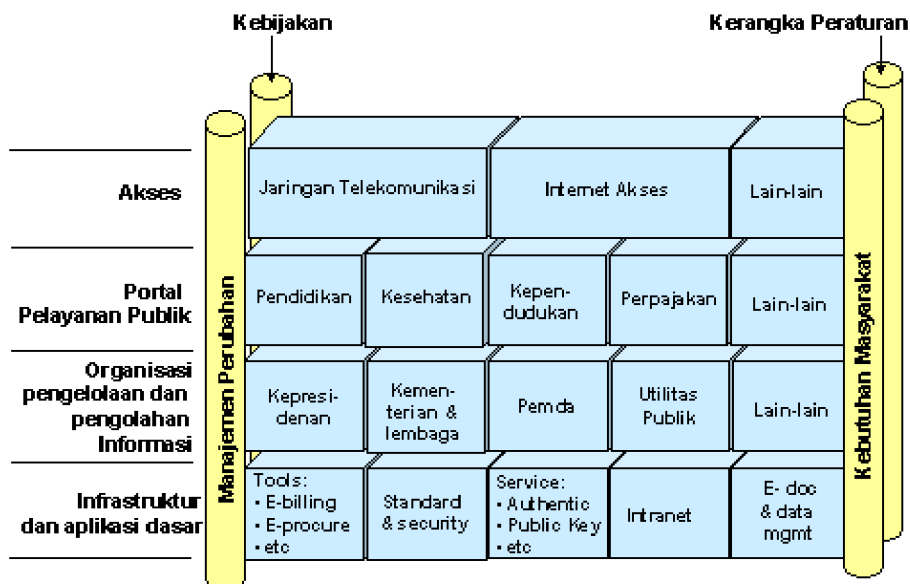 Kebijakan
Kerangka Peraturan
Akses
Jaringan Telekomunikasi
Internet Akses
Lain-lain
Portal
Pelayanan Publik
Pendidikan
Kesehatan
Kepen-
dudukan
Perpajakan
Lain-lain
Organisasi
pengelolaan dan
pengolahan
Informasi
Kepresi-
denan
Kemen-
terian &
lembaga
Pemda
Utilitas
Publik
Lain-lain
Infrastruktur
dan aplikasi dasar
Tools:
• E-billing
• E-procure
• etc
Standard
& security
Service:
• Authentic
• Public Key
• etc
Intranet
E- doc
& data
mgmt
Manajemen Perubahan
Kebutuhan Masyarakat